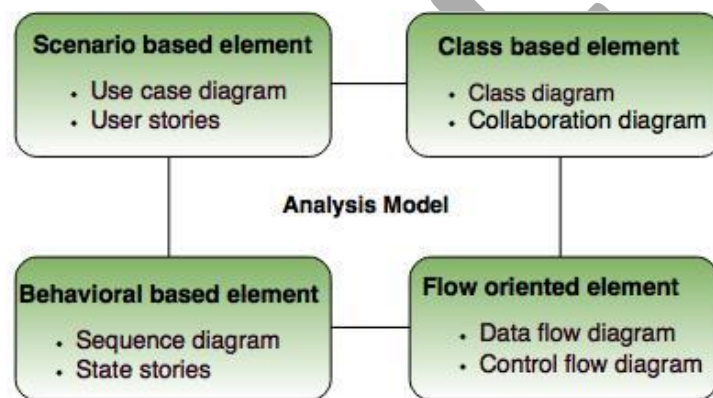 Scenario based element
• Use case diagram
• User stories
Class based element
• Class diagram
• Collaboration diagram
Analysis Model
Behavioral based element
• Sequence diagram
• State stories
Flow oriented element
• Data flow diagram
• Control flow diagram